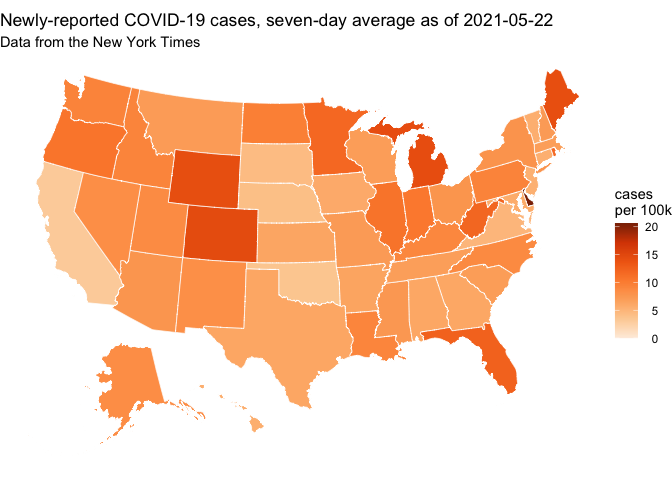 Newly-reported COVID-19 cases, seven-day average as of 2021-05-22
Data from the New York Times
cases
per 100k
20
15
10
5
0